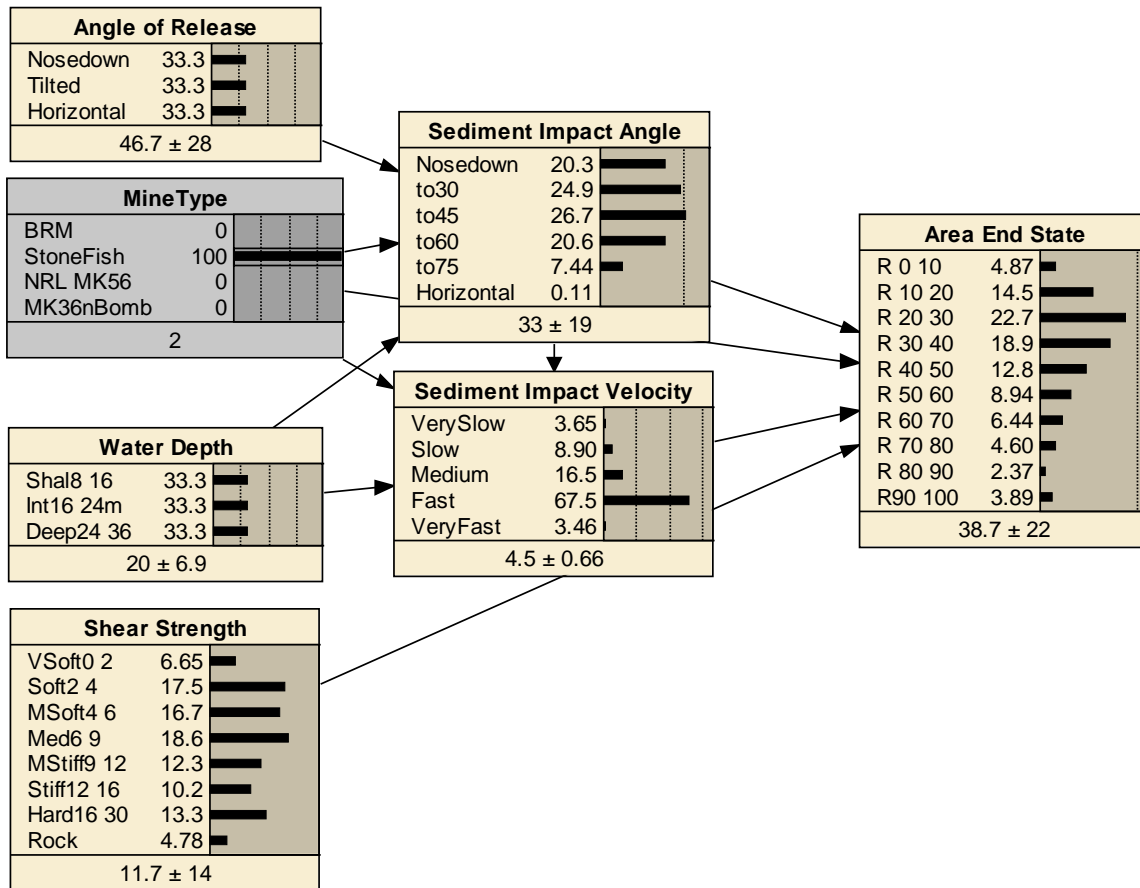 Angle of Release
Nosedown 33.3
Tilted 33.3
Horizontal 33.3
46.7 ± 28
MineType
BRM 0
StoneFish 100
NRL MK56 0
MK36nBomb 0
2
Water Depth
Shal8 16 33.3
Int16 24m 33.3
Deep24 36 33.3
20 ± 6.9
Shear Strength
VSoft0 2 6.65
Soft2 4 17.5
MSoft4 6 16.7
Med6 9 18.6
MStiff9 12 12.3
Stiff12 16 10.2
Hard16 30 13.3
Rock 4.78
11.7 ± 14
Sediment Impact Angle
Nosedown 20.3
to30 24.9
to45 26.7
to60 20.6
to75 7.44
Horizontal 0.11
33 ± 19
Sediment Impact Velocity
VerySlow 3.65
Slow 8.90
Medium 16.5
Fast 67.5
VeryFast 3.46
4.5 ± 0.66
Area End State
R 0 10 4.87
R 10 20 14.5
R 20 30 22.7
R 30 40 18.9
R 40 50 12.8
R 50 60 8.94
R 60 70 6.44
R 70 80 4.60
R 80 90 2.37
R90 100 3.89
38.7 ± 22